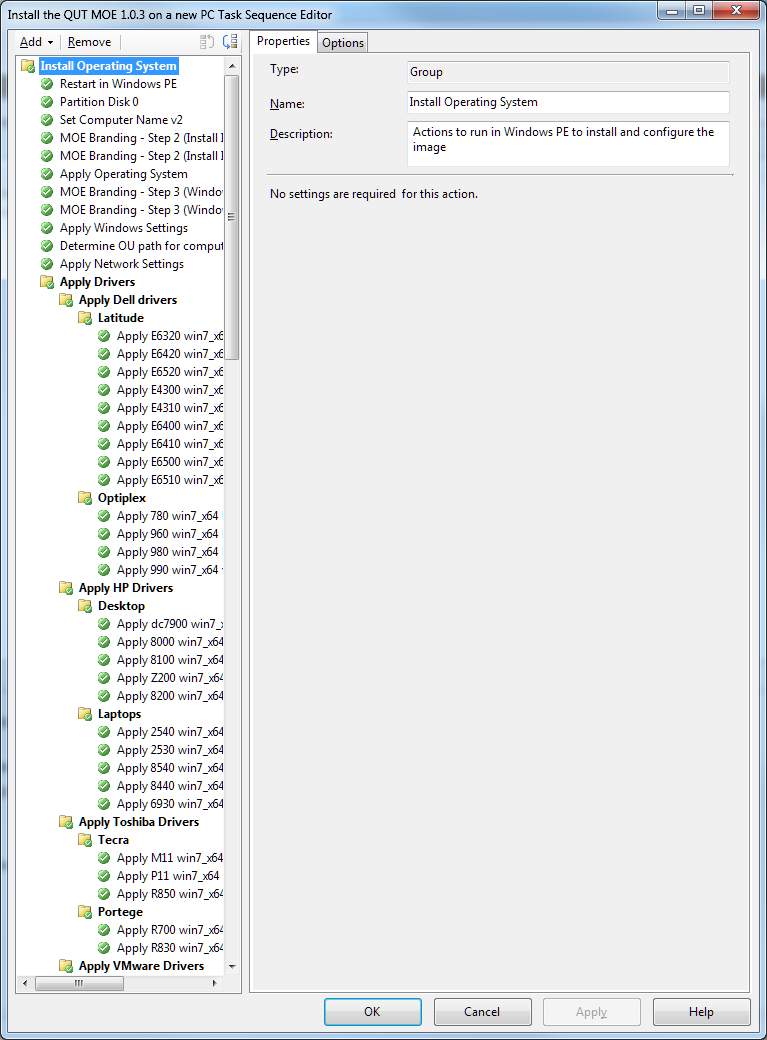 Install the QUT MOE 1.0.3 on a new PC Task Sequence Editor
Add
Remove
Install Operating System
Restart in Windows PE
Partition Disk 0
Set Computer Name v2
MOE Branding - Step 2 (Install I
MOE Branding - Step 2 (Install I
Apply Operating System
MOE Branding - Step 3 (Windo
MOE Branding - Step 3 (Windo
Apply Windows Settings
Determine OU path for comput
Apply Network Settings
Apply Drivers
Apply Dell drivers
Latitude
Apply E6320 win7_x6
Apply E6420 win7_x6
Apply E6520 win7_x6
Apply E4300 win7_x6
Apply E4310 win7_x6
Apply E6400 win7_x6
Apply E6410 win7_x6
Apply E6500 win7_x6
Apply E6510 win7_x6
Optiplex
Apply 780 win7_x64
Apply 960 win7_x64
Apply 980 win7_x64
Apply 990 win7_x64
Apply HP Drivers
Desktop
Apply dc7900 win7_x
Apply 8000 win7_x64
Apply 8100 win7_x64
Apply Z200 win7_x64
Apply 8200 win7_x64
Laptops
Apply 2540 win7_x64
Apply 2530 win7_x64
Apply 8540 win7_x64
Apply 8440 win7_x64
Apply 6930 win7_x64
Apply Toshiba Drivers
Tecra
Apply M11 win7_x64
Apply P11 win7_x64
Apply R850 win7_x64
Portege
Apply R700 win7_x64
Apply R830 win7_x64
Apply VMware Drivers
Properties
Options
Type:
Group
Name:
Install Operating System
Description:
Actions to run in Windows PE to install and configure the
image
No settings are required for this action.
OK
Cancel
Apply
Help